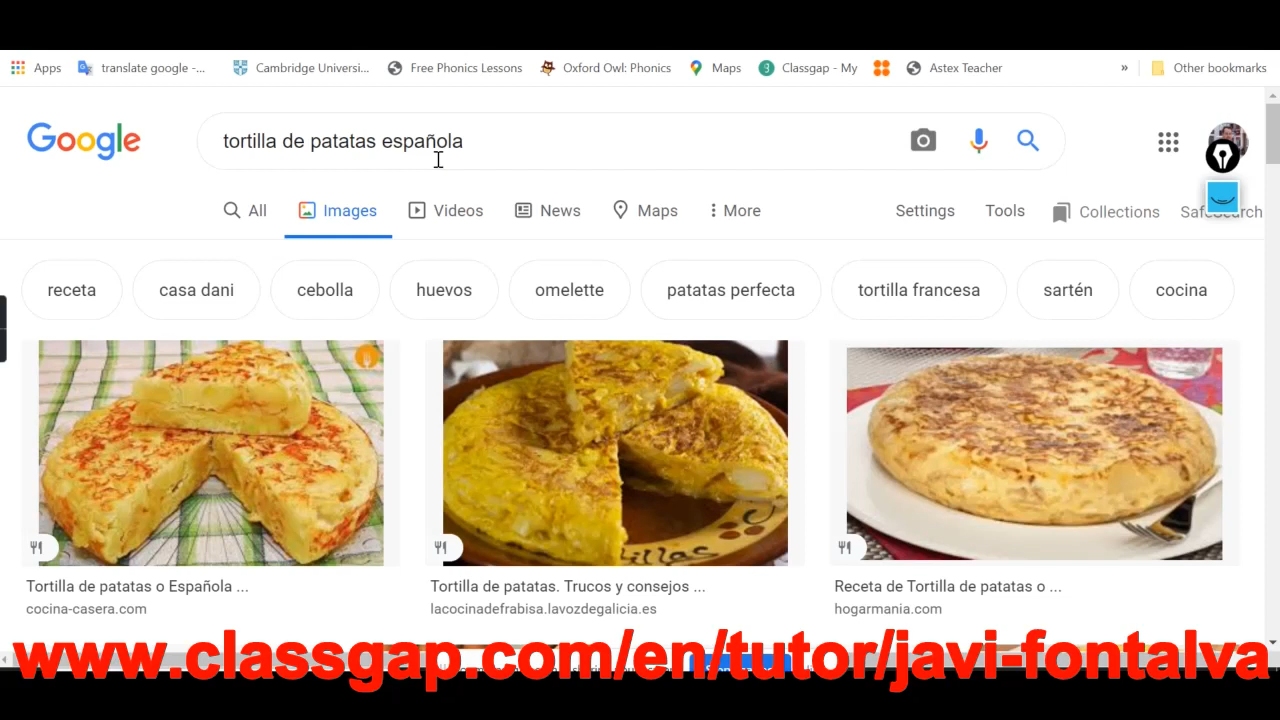 Apps translate google -... Cambridge Universi... Free Phonics Lessons Oxford Owl: Phonics Maps Classgap - My Astex Teacher » Other bookmarks
Google tortilla de patatas española
All Images Videos News Maps More Settings Tools Collections SafeSearch
receta casa dani cebolla huevos omelette patatas perfecta tortilla francesa sartén cocina
Tortilla de patatas o Española ... Tortilla de patatas. Trucos y consejos ... Receta de Tortilla de patatas o ...
cocina-casera.com lacocinadefrabisa.lavozdegalicia.es hogarmania.com
www.classgap.com/en/tutor/javi-fontalva